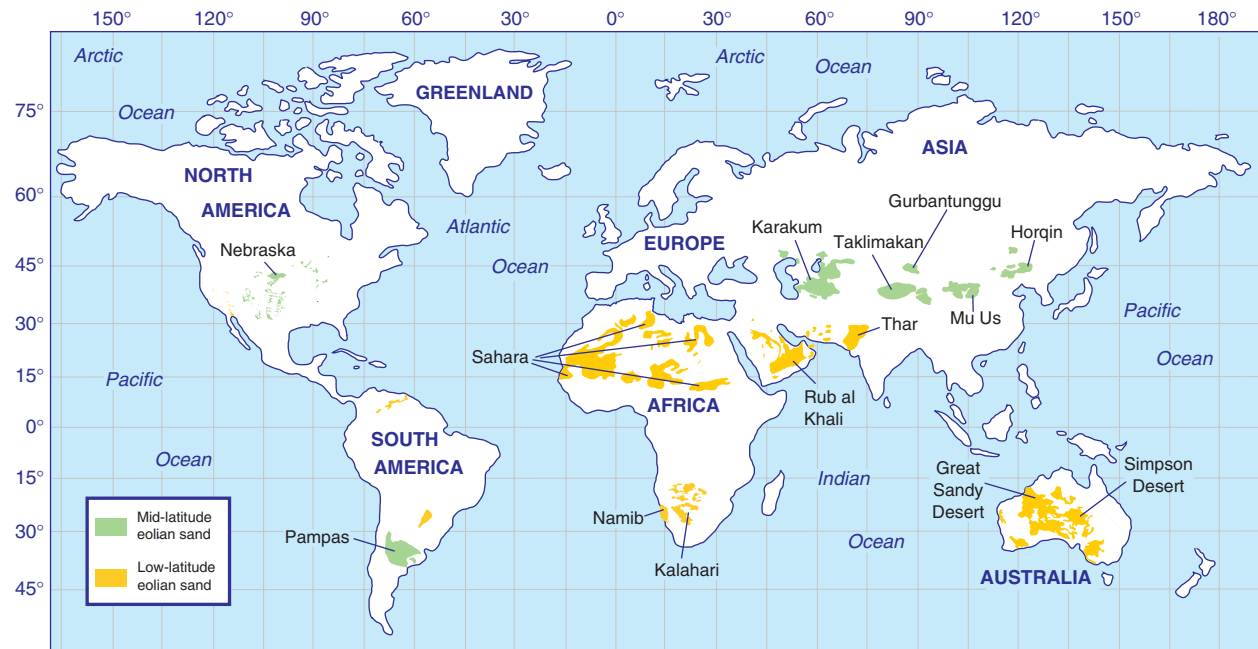 150° 120° 90° 60° 30° 0° 30° 60° 90° 120° 150° 180°
Arctic
Ocean
Arctic
Ocean
GREENLAND
75°
ASIA
NORTH
AMERICA
60°
Atlantic
Ocean
EUROPE
Gurbantunggu
Karakum
Taklimakan
Horqin
Nebraska
45°
Pacific
Ocean
30°
Mu Us
Thar
Sahara
15°
Pacific
Ocean
AFRICA
Rub al
Khali
0°
SOUTH
AMERICA
15°
Indian
Ocean
Great
Sandy
Desert
Simpson
Desert
Namib
30°
Pampas
Kalahari
AUSTRALIA
45°
Mid-latitude
eolian sand
Low-latitude
eolian sand